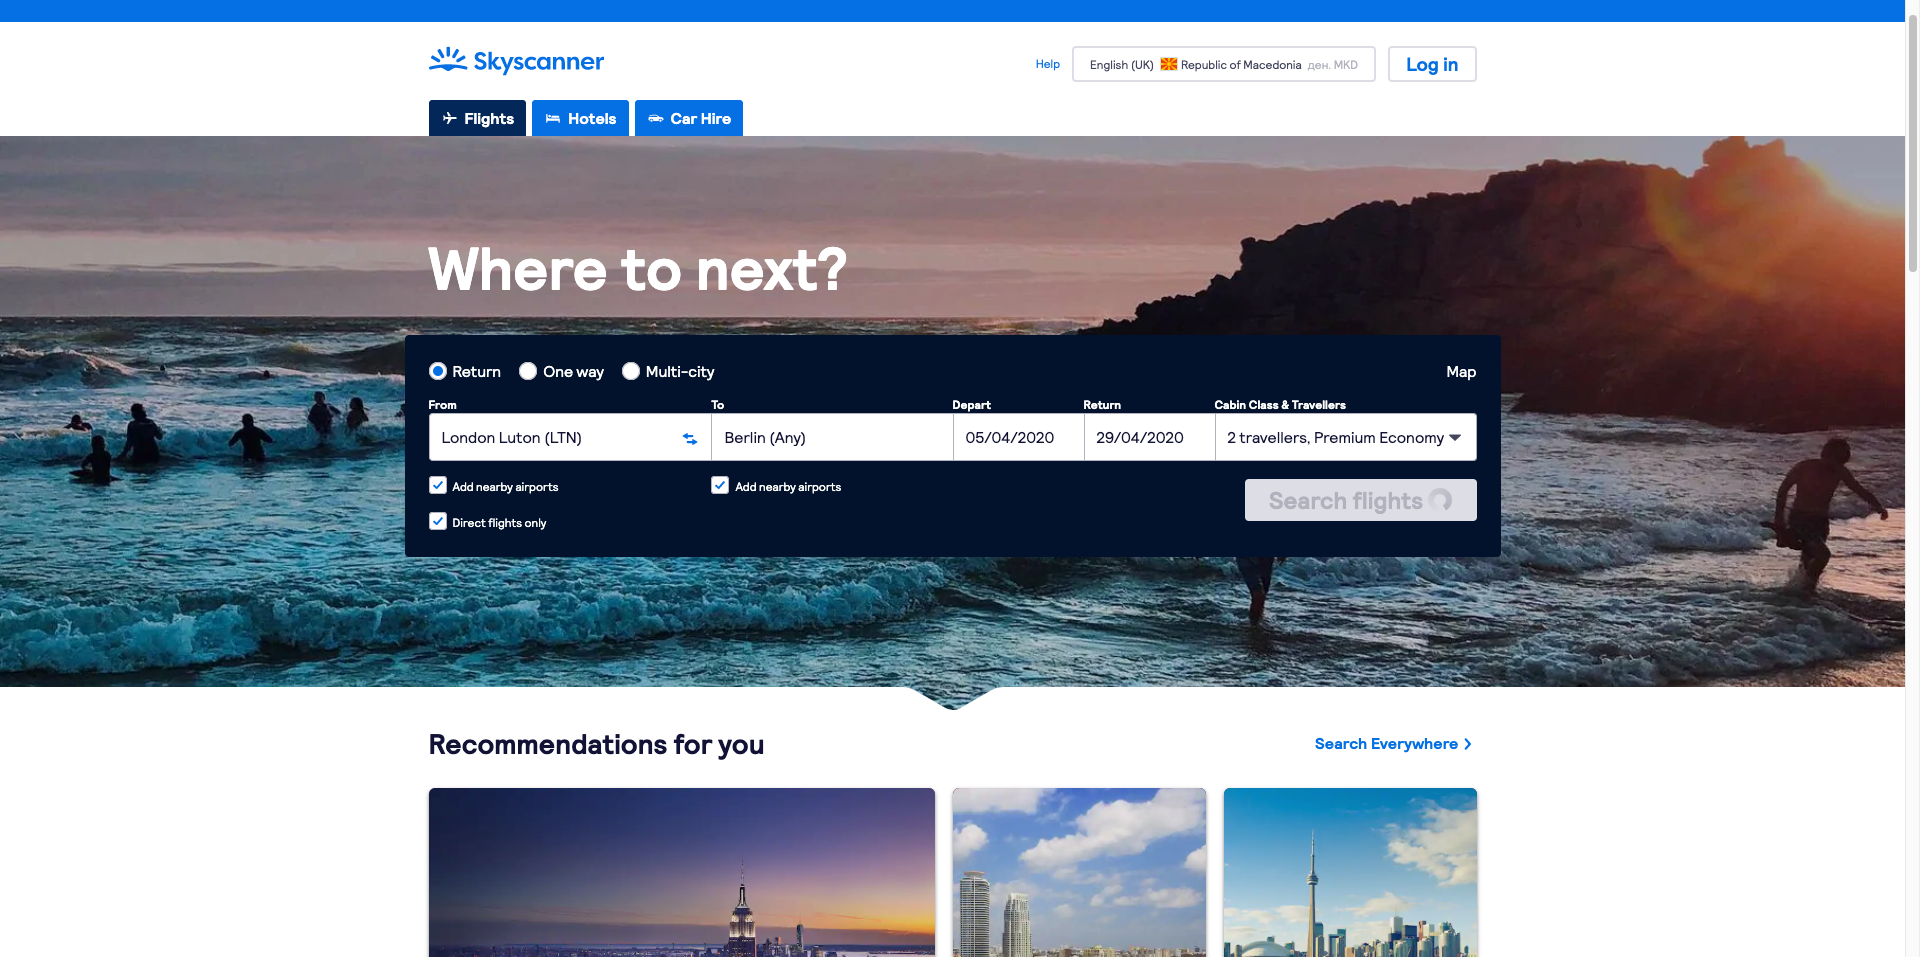 Skyscanner
Help
English (UK) Republic of Macedonia ден. MKD
Log in
Flights
Hotels
Car Hire
Where to next?
Return
One way
Multi-city
Map
From
To
Depart
Return
Cabin Class & Travellers
London Luton (LTN)
Berlin (Any)
05/04/2020
29/04/2020
2 travellers, Premium Economy
Add nearby airports
Add nearby airports
Direct flights only
Search flights
Recommendations for you
Search Everywhere